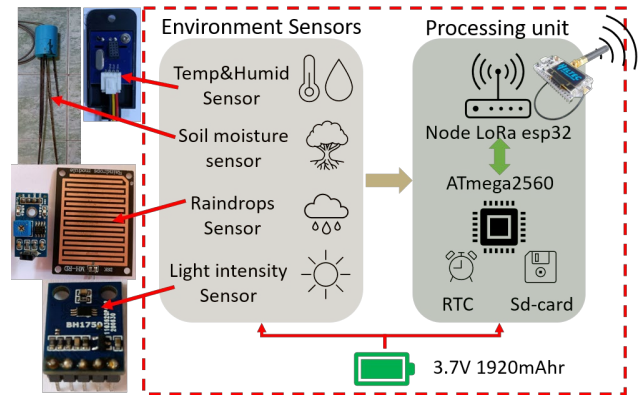 Environment Sensors
Processing unit
Temp&Humid
Sensor
Soil moisture
sensor
Raindrops
Sensor
Light intensity
Sensor
Node LoRa esp32
ATmega2560
RTC
Sd-card
3.7V 1920mAhr
BH1750